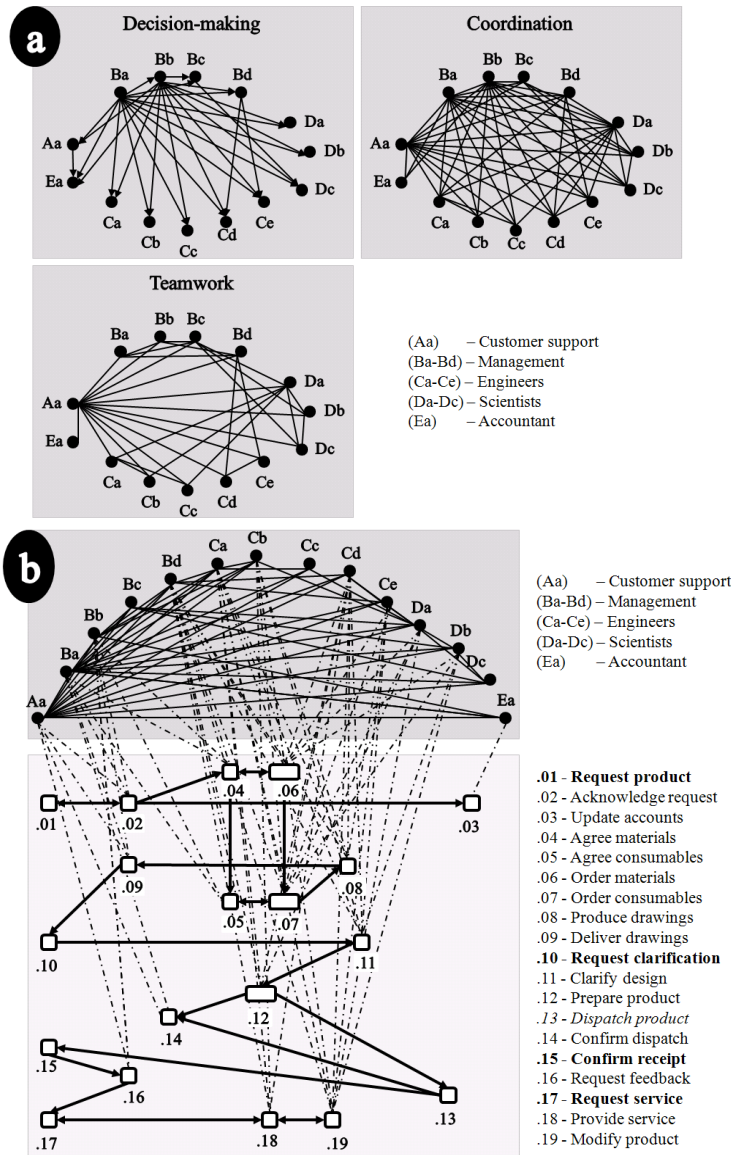 a
Decision-making
Bb Bc
Ba Bd
Da
Aa
Db
Ea
Dc
Ca Ce
Cb Cd
Cc
Coordination
Bb Bc
Ba Bd
Da
Aa
Db
Ea
Dc
Ca Ce
Cb Cc Cd
Teamwork
Bb Bc
Ba Bd
Da
Aa
Db
Ea
Dc
Ca Ce
Cb Cc Cd
(Aa) – Customer support
(Ba-Bd) – Management
(Ca-Ce) – Engineers
(Da-Dc) – Scientists
(Ea) – Accountant
b
Cb
Ca Cc
Cd
Bd
Bc Ce
Da
Bb
Db
Ba
Dc
Aa Ea
(Aa) – Customer support
(Ba-Bd) – Management
(Ca-Ce) – Engineers
(Da-Dc) – Scientists
(Ea) – Accountant
.04 .06
.01 .02 .03
.09 .08
.05 .07
.10 .11
.12
.14
.15
.16
.13
.17 .18 .19
.01 - Request product
.02 - Acknowledge request
.03 - Update accounts
.04 - Agree materials
.05 - Agree consumables
.06 - Order materials
.07 - Order consumables
.08 - Produce drawings
.09 - Deliver drawings
.10 - Request clarification
.11 - Clarify design
.12 - Prepare product
.13 - Dispatch product
.14 - Confirm dispatch
.15 - Confirm receipt
.16 - Request feedback
.17 - Request service
.18 - Provide service
.19 - Modify product